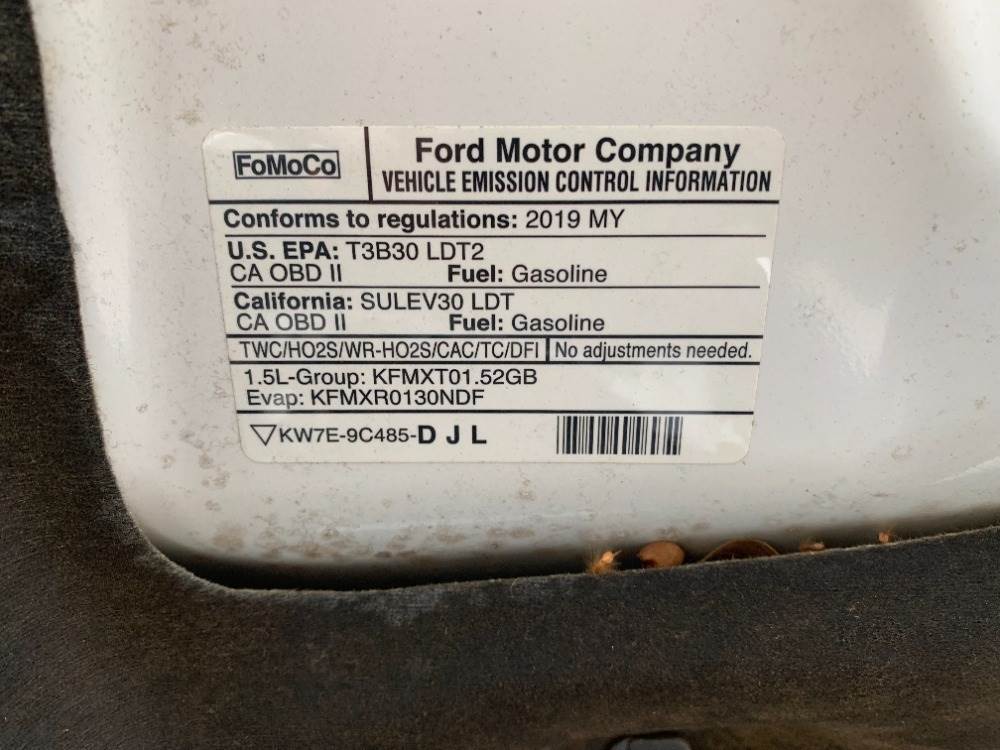 FoMoCo
Ford Motor Company
VEHICLE EMISSION CONTROL INFORMATION
Conforms to regulations: 2019 MY
U.S. EPA: T3B30 LDT2
CA OBD II Fuel: Gasoline
California: SULEV30 LDT
CA OBD II Fuel: Gasoline
TWC/HO2S/WR-HO2S/CAC/TC/DFI No adjustments needed.
1.5L-Group: KFMXT01.52GB
Evap: KFMXR0130NDF
KW7E-9C485-D J L